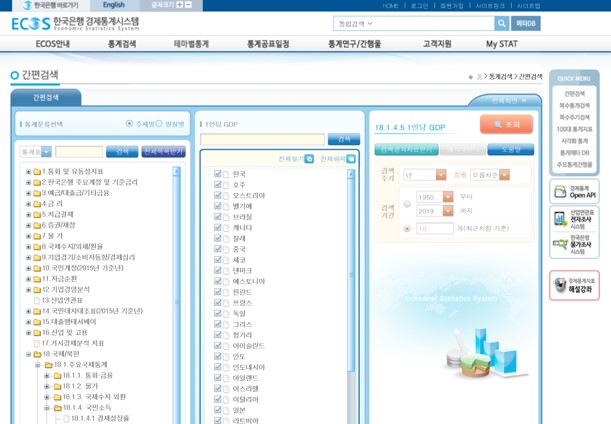 한국은행 바로가기
English
글자크기
HOME | 로그인 | 회원가입 | 사이트링크 | 사이트맵
ECOS 한국은행 경제통계시스템
Economic Statistics System
통합검색
메타DB
ECOS안내
통계검색
테마별통계
통계공표일정
통계연구/간행물
고객지원
My STAT
간편검색
홈 > 통계검색 > 간편검색
간편검색
전체화면
통계분류선택
주제별
명칭별
통계표
검색
전체목록닫기
1.통화 및 유동성지표
2.한국은행 주요계정 및 기준금리
3.예금/대출금/기타금융
4.금 리
5.지급결제
6.증권/재정
7.물 가
8.국제수지/외채/환율
9.기업경기/소비자동향/경제심리
10.국민계정(2015년 기준년)
11.자금순환
12.기업경영분석
13.산업연관표
14.국민대차대조표(2015년 기준년)
15.대출행태서베이
16.산업 및 고용
17.거시경제분석 지표
18.국제/북한
18.1.주요국제통계
18.1.1. 통화·금융
18.1.2. 물가
18.1.3. 국제수지·외환
18.1.4. 국민소득
18.1.4.1 경제성장률
1인당 GDP
검색
전체열기
전체해제
한국
호주
오스트리아
벨기에
브라질
캐나다
칠레
중국
체코
덴마크
에스토니아
핀란드
프랑스
독일
그리스
헝가리
아이슬란드
인도
인도네시아
아일랜드
이스라엘
이탈리아
일본
라트비아
18.1.4.5 1인당 GDP
조회
도움말
검색
주기
년
정렬
오름차순
검색
기간
1950
부터
2019
까지
10
개(최근시점 기준)
Economic Statistics System
QUICK MENU
간편검색
복수통계검색
복수주기검색
100대 통계지표
시각화 통계
통계메타 DB
주요통계간행물
경제통계
Open API
산업연관표
전자조사
시스템
한국은행
물가조사
시스템
경제통계지표
해설강좌